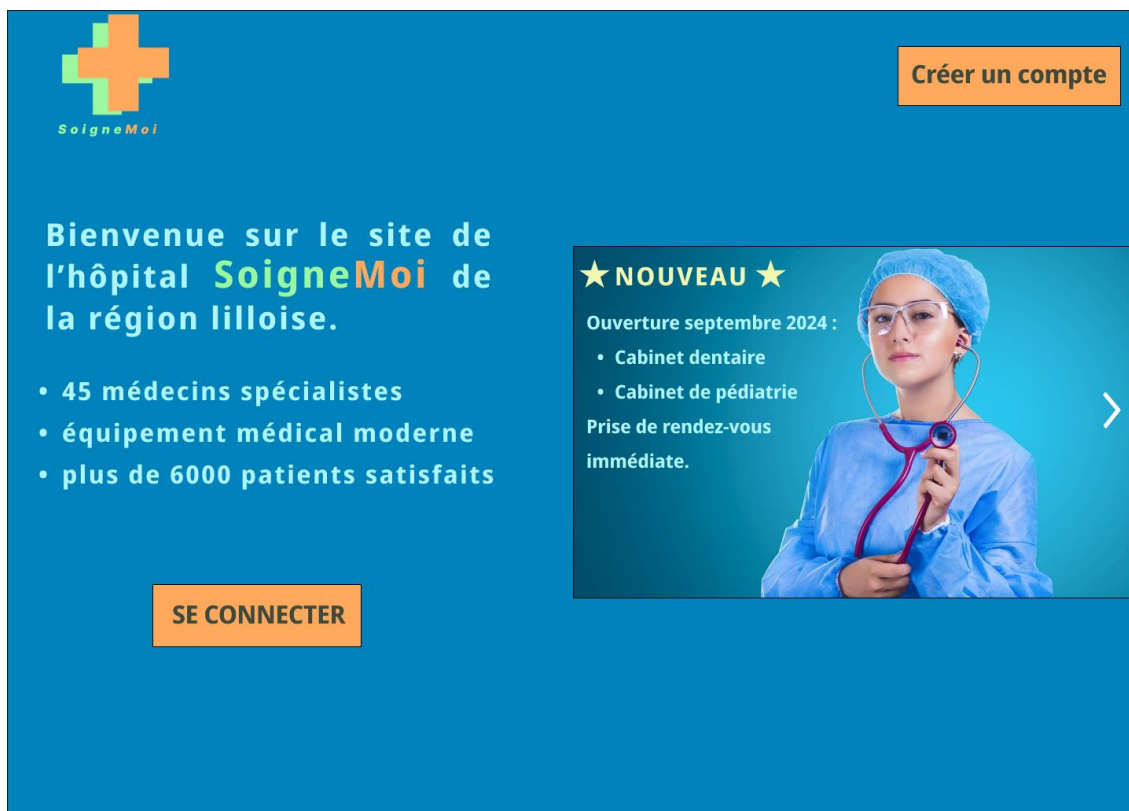 SoigneMoi
Créer un compte
Bienvenue sur le site de
l'hôpital SoigneMoi de
la région lilloise.
• 45 médecins spécialistes
• équipement médical moderne
• plus de 6000 patients satisfaits
SE CONNECTER
★ NOUVEAU ★
Ouverture septembre 2024 :
• Cabinet dentaire
• Cabinet de pédiatrie
Prise de rendez-vous
immédiate.